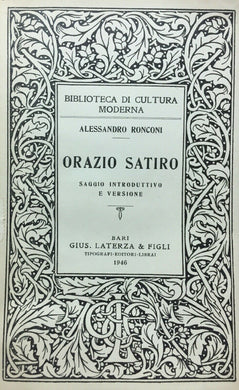 BIBLIOTECA DI CULTURA
MODERNA
ALESSANDRO RONCONI
ORAZIO SATIRO
SAGGIO INTRODUTTIVO
E VERSIONE
BARI
GIUS. LATERZA & FIGLI
TIPOGRAFI-EDITORI-LIBRAI
1946